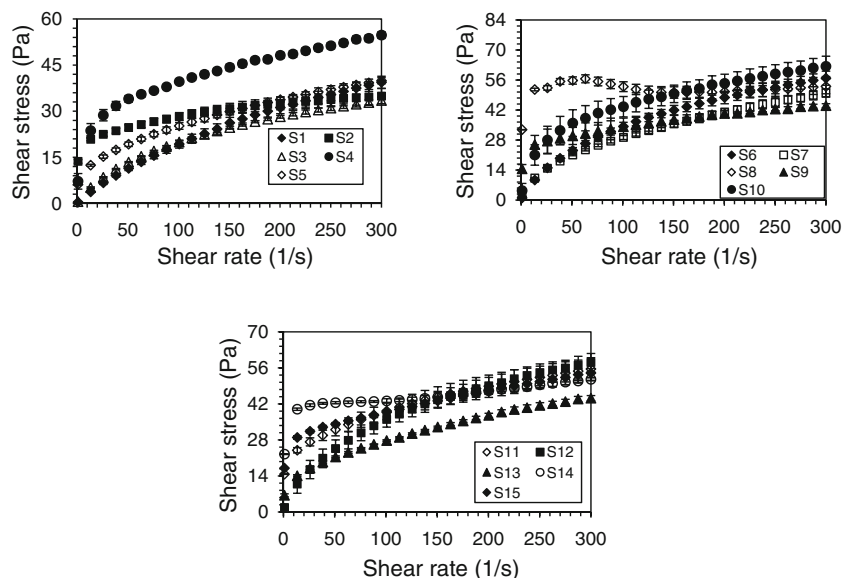 60
45
30
15
0
Shear stress (Pa)
S1 S2
S3 S4
S5
0 50 100 150 200 250 300
Shear rate (1/s)
84
70
56
42
28
14
0
Shear stress (Pa)
S6 S7
S8 S9
S10
0 50 100 150 200 250 300
Shear rate (1/s)
70
56
42
28
14
0
Shear stress (Pa)
S11 S12
S13 S14
S15
0 50 100 150 200 250 300
Shear rate (1/s)